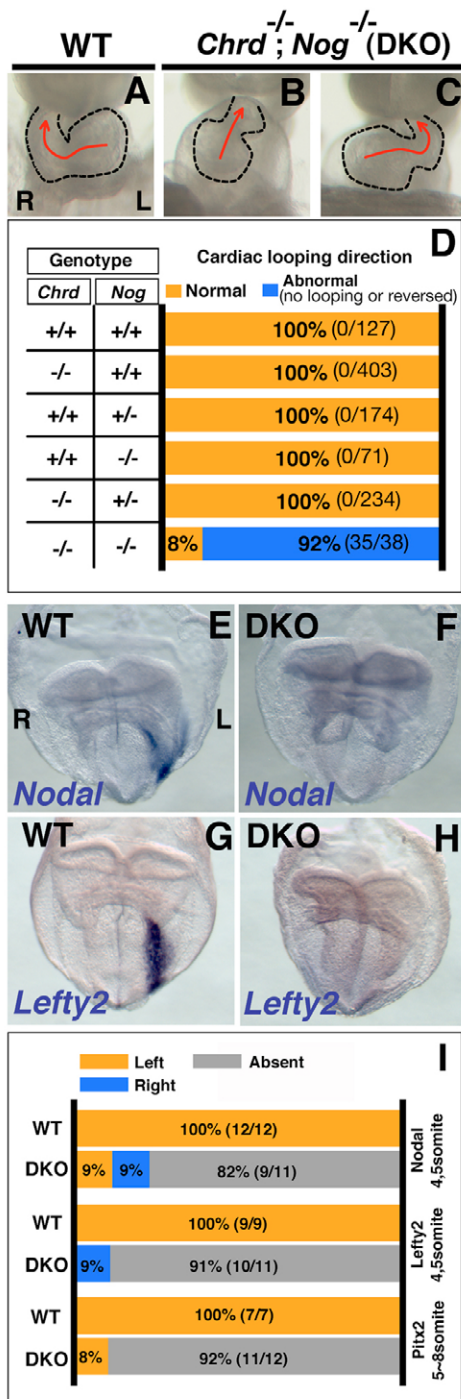 WT
Chrd-/-; Nog-/- (DKO)
A
B
C
R
L
D
Genotype
Chrd
Nog
Cardiac looping direction
Normal
Abnormal
(no looping or reversed)
+/+ +/+ 100% (0/127)
-/- +/+ 100% (0/403)
+/+ +/- 100% (0/174)
+/+ -/- 100% (0/71)
-/- +/- 100% (0/234)
-/- -/- 8% 92% (35/38)
WT E
R
L
Nodal
DKO F
Nodal
WT G
Lefty2
DKO H
Lefty2
I
Left
Absent
Right
WT 100% (12/12)
DKO 9% 9% 82% (9/11)
Nodal
4,5somite
WT 100% (9/9)
DKO 9% 91% (10/11)
Lefty2
4,5somite
WT 100% (7/7)
DKO 8% 92% (11/12)
Pitx2
5~8somite